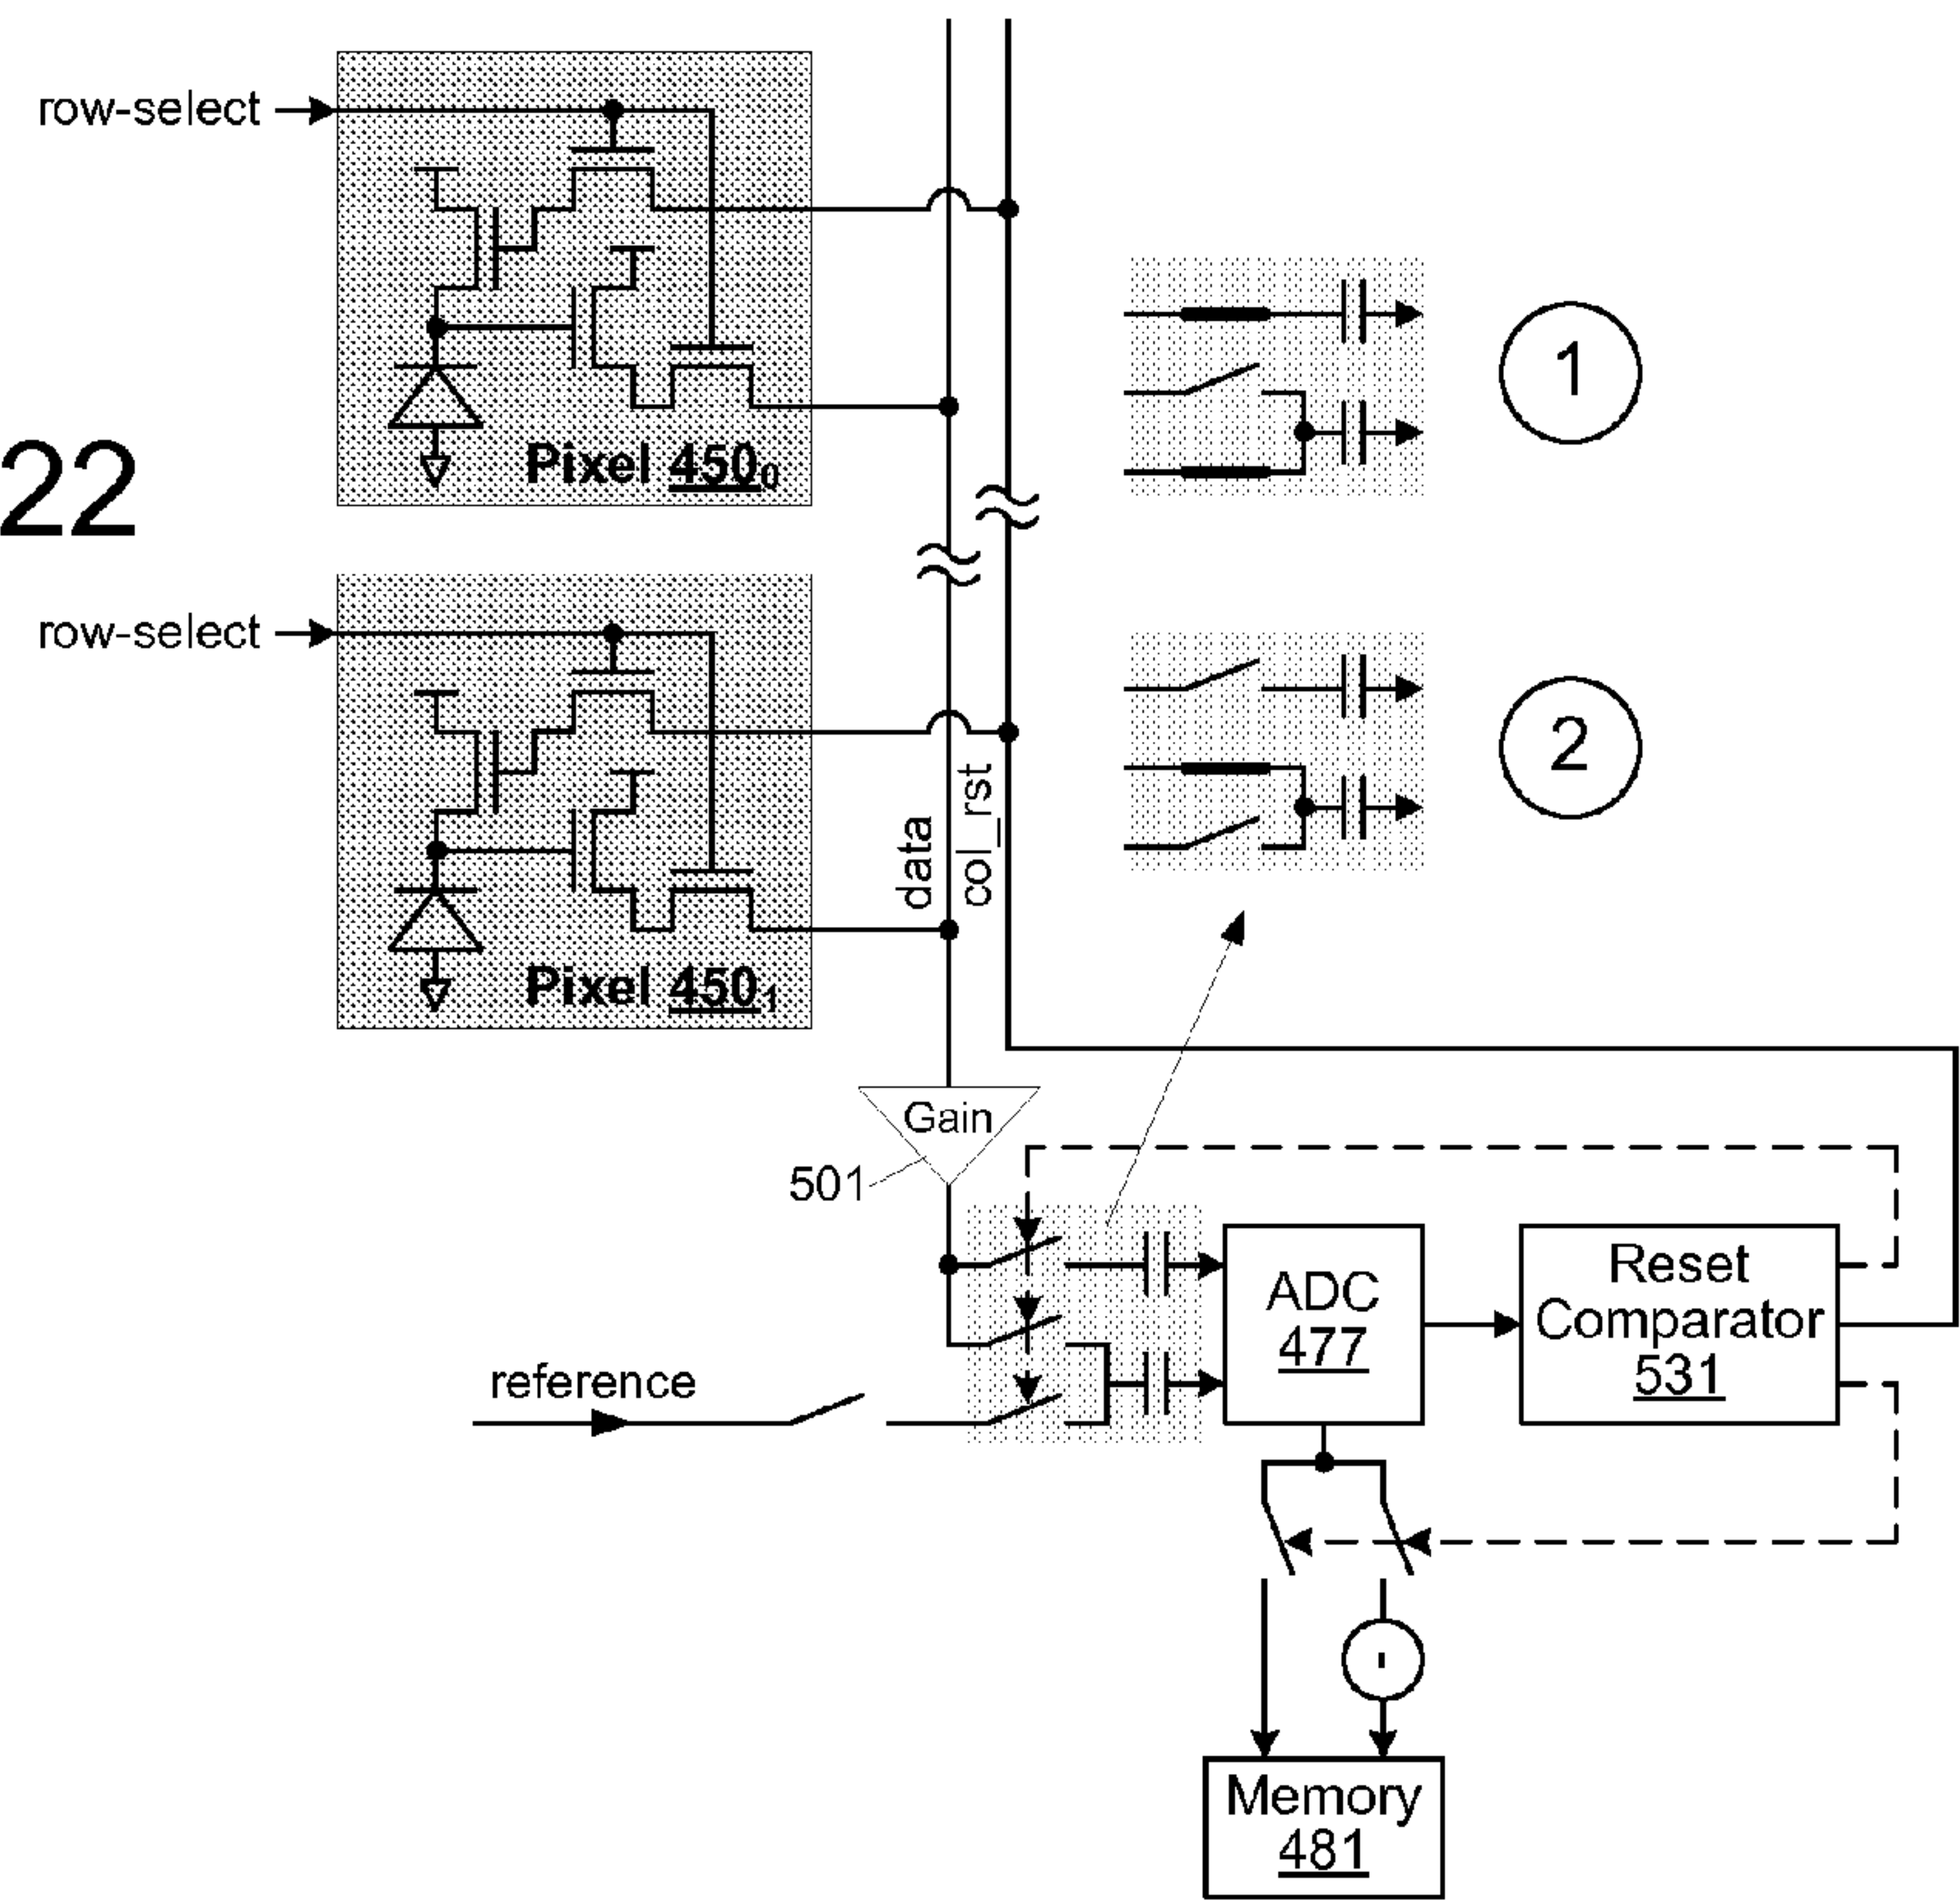 row-select
Pixel 450₀
1
22
row-select
2
data
col_rst
Pixel 450₁
Gain
501
Reset
Comparator
531
ADC
477
reference
-
Memory
481